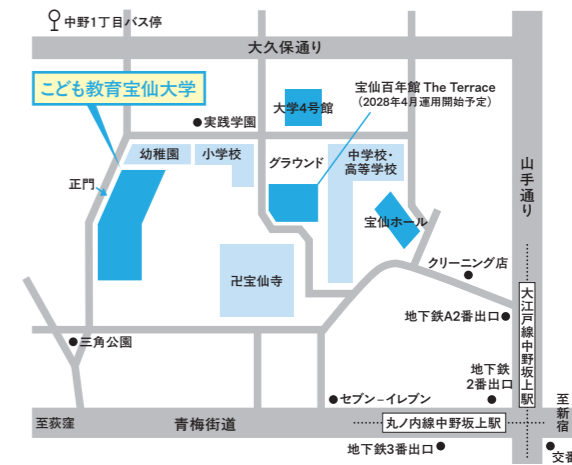 中野1丁目バス停
大久保通り
こども教育宝仙大学
宝仙百年館 The Terrace
（2028年4月運用開始予定）
大学4号館
実践学園
幼稚園
小学校
グラウンド
中学校・
高等学校
正門
山手通り
宝仙ホール
クリーニング店
卍宝仙寺
大江戸線中野坂上駅
地下鉄A2番出口
三角公園
地下鉄
2番出口
セブン－イレブン
至荻窪
青梅街道
丸ノ内線中野坂上駅
至新宿
地下鉄3番出口
交番